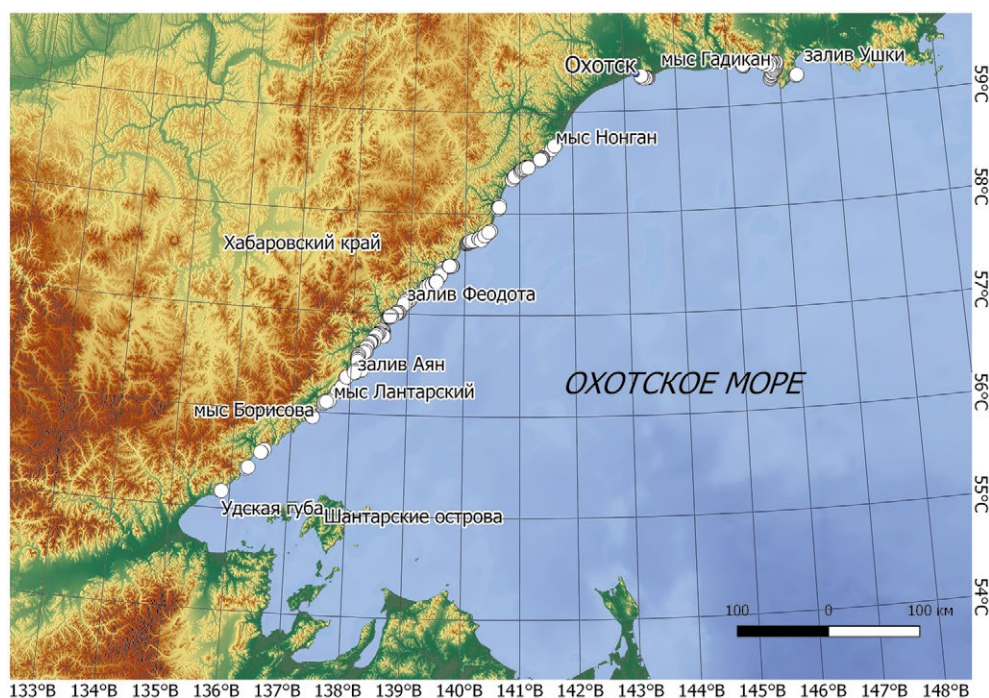 Охотск
мыс Гадикан
залив Ушки
59°С
мыс Нонган
58°С
Хабаровский край
57°С
залив Феодота
залив Аян
ОХОТСКОЕ МОРЕ
56°С
мыс Лантарский
мыс Борисова
55°С
Удская губа
Шантарские острова
54°С
100 0 100 км
133°В 134°В 135°В 136°В 137°В 138°В 139°В 140°В 141°В 142°В 143°В 144°В 145°В 146°В 147°В 148°В